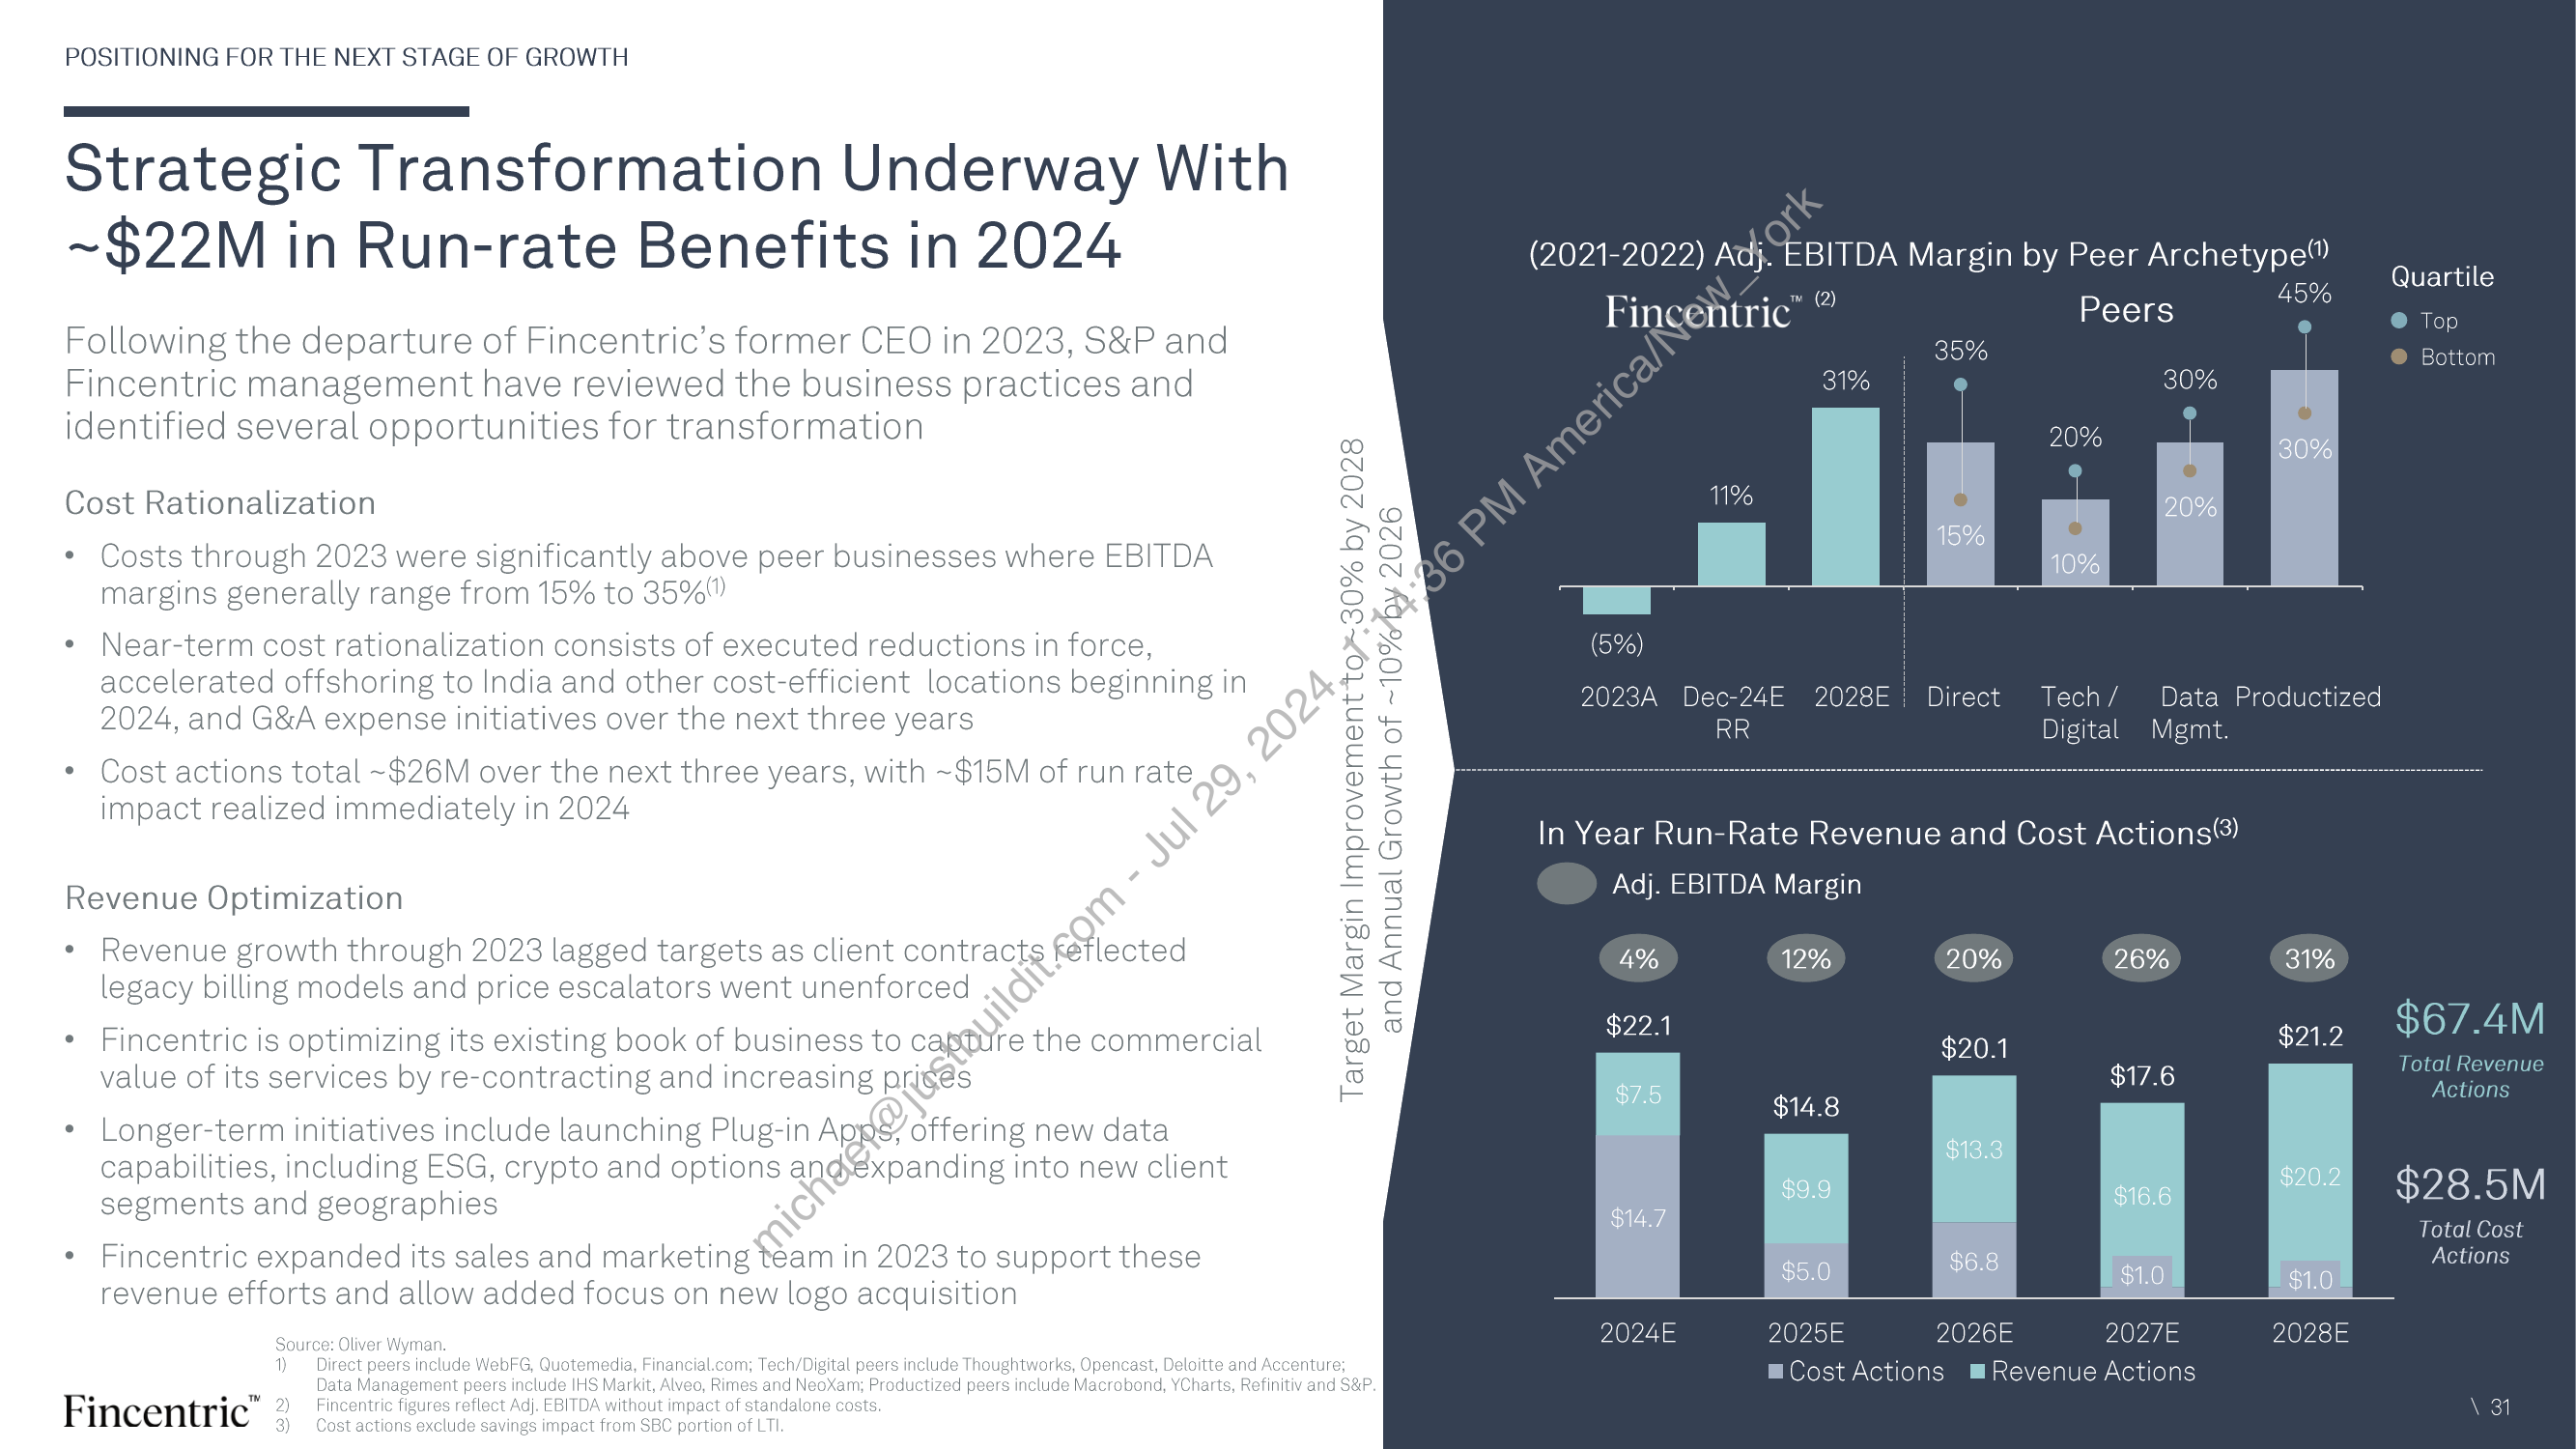 POSITIONING FOR THE NEXT STAGE OF GROWTH
Strategic Transformation Underway With
~$22M in Run-rate Benefits in 2024
Following the departure of Fincentric's former CEO in 2023, S&P and
Fincentric management have reviewed the business practices and
identified several opportunities for transformation
Cost Rationalization
• Costs through 2023 were significantly above peer businesses where EBITDA
margins generally range from 15% to 35%(1)
• Near-term cost rationalization consists of executed reductions in force,
accelerated offshoring to India and other cost-efficient locations beginning in
2024, and G&A expense initiatives over the next three years
• Cost actions total ~$26M over the next three years, with ~$15M of run rate
impact realized immediately in 2024
Revenue Optimization
• Revenue growth through 2023 lagged targets as client contracts reflected
legacy billing models and price escalators went unenforced
• Fincentric is optimizing its existing book of business to capture the commercial
value of its services by re-contracting and increasing prices
• Longer-term initiatives include launching Plug-in Apps, offering new data
capabilities, including ESG, crypto and options and expanding into new client
segments and geographies
• Fincentric expanded its sales and marketing team in 2023 to support these
revenue efforts and allow added focus on new logo acquisition
Target Margin Improvement to ~30% by 2028
and Annual Growth of ~10% by 2026
(2021-2022) Adj. EBITDA Margin by Peer Archetype(1)
Fincentric™ (2)
Peers
Quartile
Top
Bottom
45%
35%
31%
30%
20%
11%
30%
20%
15%
10%
(5%)
2023A
Dec-24E
RR
2028E
Direct
Tech /
Digital
Data
Mgmt.
Productized
In Year Run-Rate Revenue and Cost Actions(3)
Adj. EBITDA Margin
4% 12% 20% 26% 31%
$22.1 $14.8 $20.1 $17.6 $21.2
$7.5 $9.9 $13.3 $16.6 $20.2
$14.7 $5.0 $6.8 $1.0 $1.0
2024E 2025E 2026E 2027E 2028E
Cost Actions Revenue Actions
$67.4M
Total Revenue
Actions
$28.5M
Total Cost
Actions
Source: Oliver Wyman.
1) Direct peers include WebFG, Quotemedia, Financial.com; Tech/Digital peers include Thoughtworks, Opencast, Deloitte and Accenture;
Data Management peers include IHS Markit, Alveo, Rimes and NeoXam; Productized peers include Macrobond, YCharts, Refinitiv and S&P.
2) Fincentric figures reflect Adj. EBITDA without impact of standalone costs.
3) Cost actions exclude savings impact from SBC portion of LTI.
Fincentric™
\ 31
michael@justbuildit.com - Jul 29, 2024, PM America/New_York